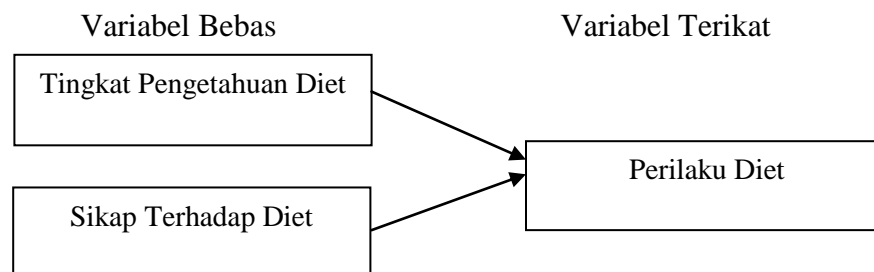 Variabel Bebas
Variabel Terikat
Tingkat Pengetahuan Diet
Perilaku Diet
Sikap Terhadap Diet